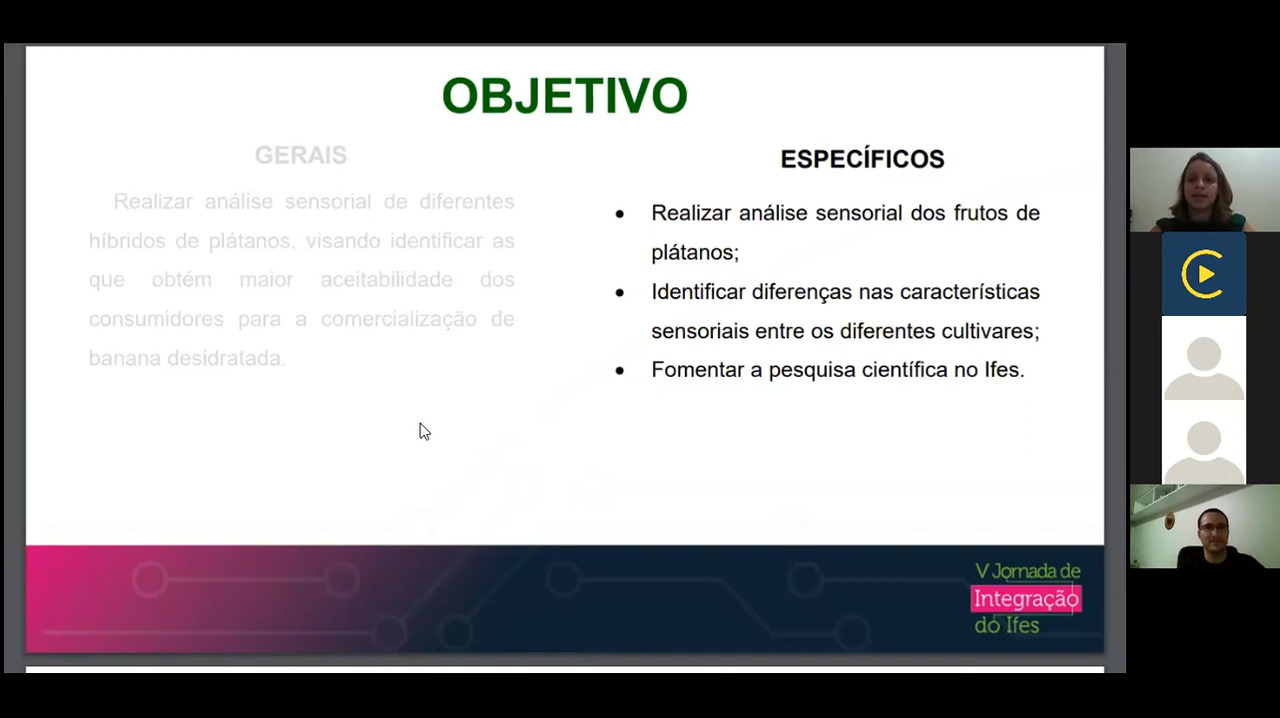 OBJETIVO
GERAIS
Realizar análise sensorial de diferentes
híbridos de plátanos, visando identificar as
que obtém maior aceitabilidade dos
consumidores para a comercialização de
banana desidratada.
ESPECÍFICOS
• Realizar análise sensorial dos frutos de
plátanos;
• Identificar diferenças nas características
sensoriais entre os diferentes cultivares;
• Fomentar a pesquisa científica no Ifes.
V Jornada de
Integração
do Ifes